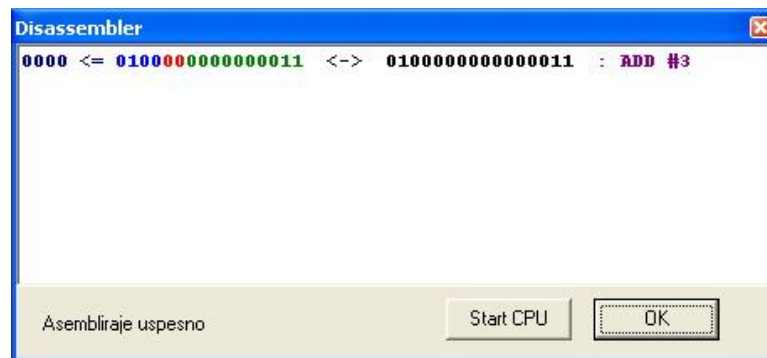 Disassembler
0000 <= 0100000000000011 <-> 0100000000000011 : ADD #3
Asembliraje uspesno
Start CPU
OK